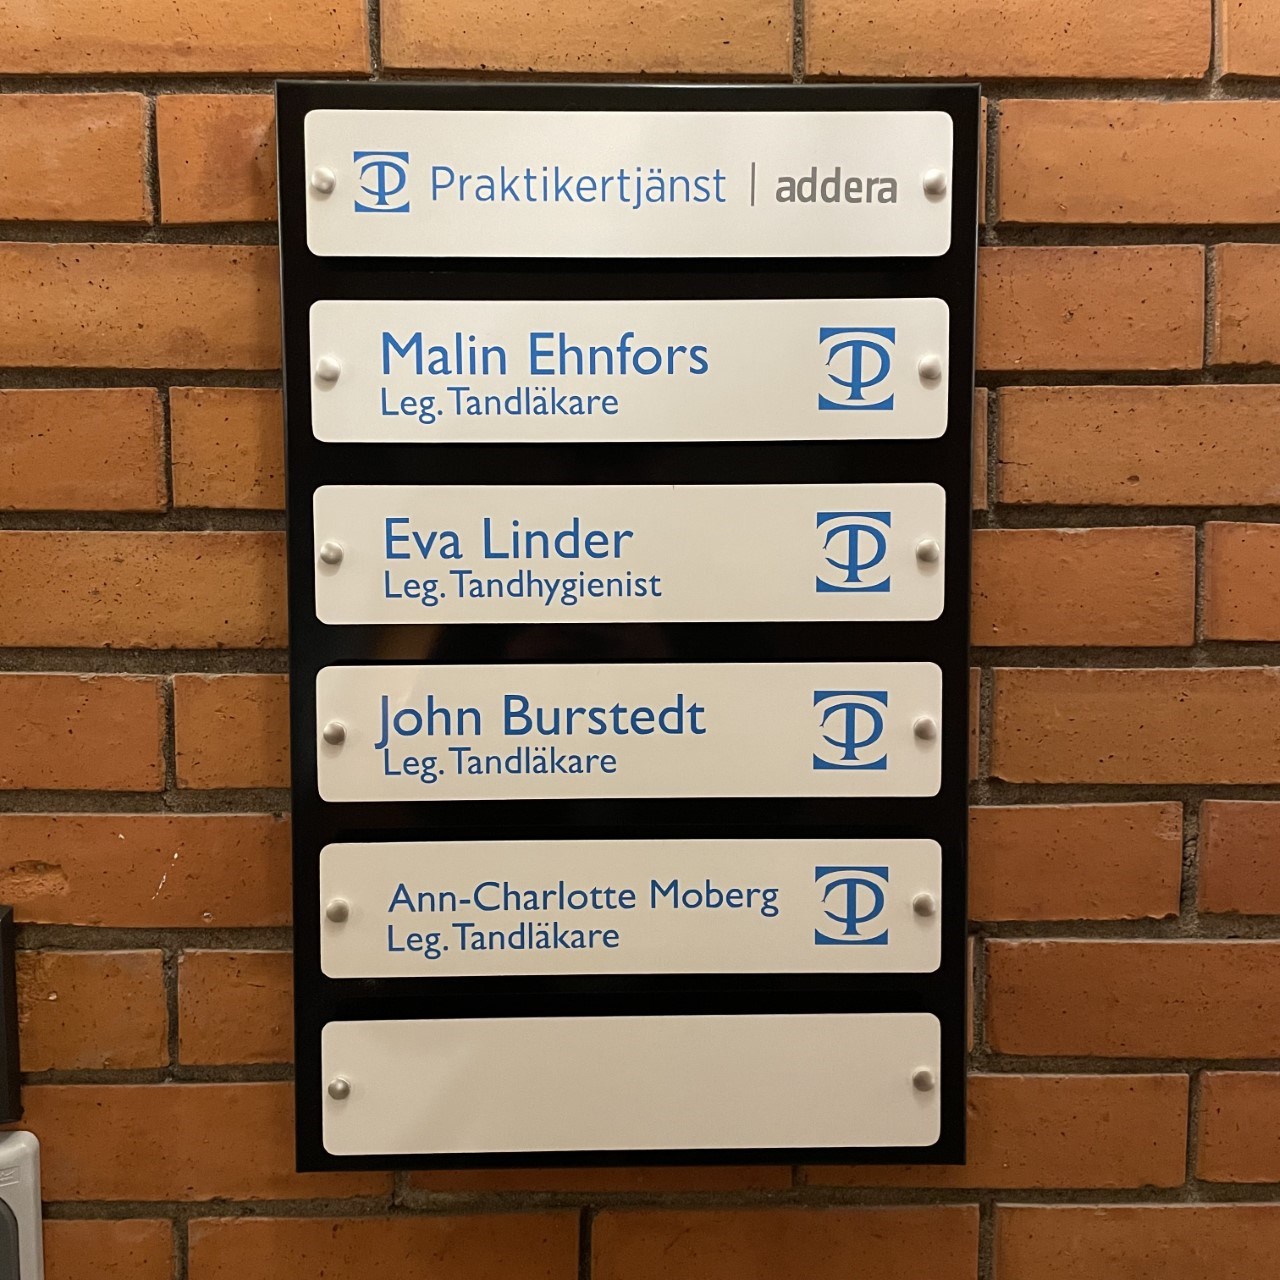 Praktikertjänst | addera
Malin Ehnfors
Leg. Tandläkare
Eva Linder
Leg. Tandhygienist
John Burstedt
Leg. Tandläkare
Ann-Charlotte Moberg
Leg. Tandläkare